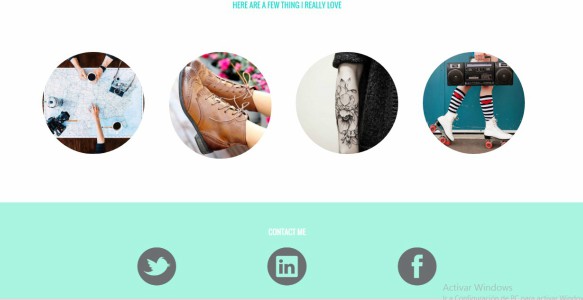 HERE ARE A FEW THING I REALLY LOVE
CONTACT ME
in
f
Activar Windows
Ir a Configuración de PC para activar Windows